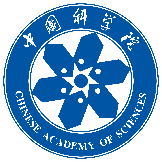 中国科学院
CHINESE ACADEMY OF SCIENCES